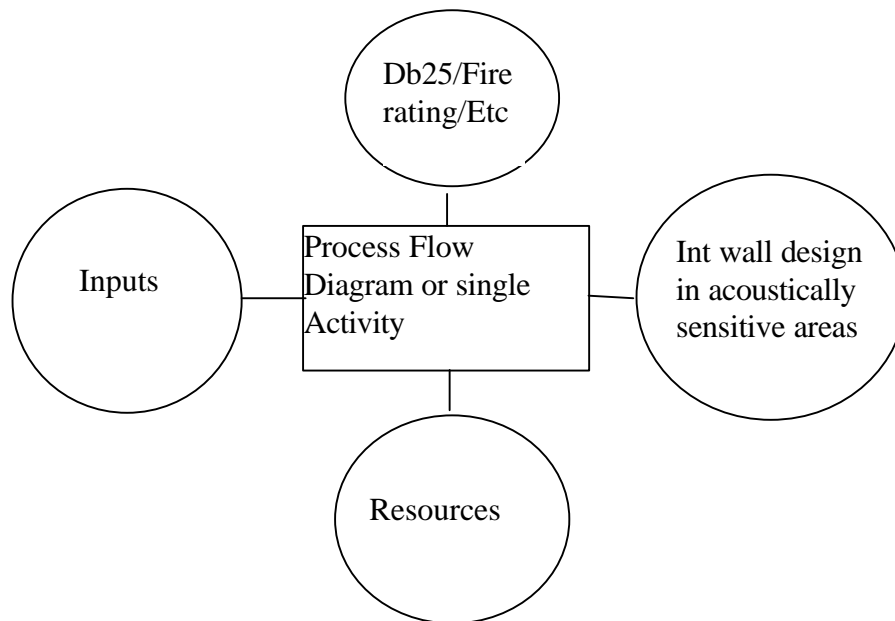 Db25/Fire
rating/Etc
Process Flow
Diagram or single
Activity
Inputs
Int wall design
in acoustically
sensitive areas
Resources